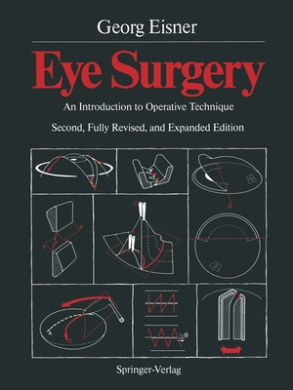 Georg Eisner
Eye Surgery
An Introduction to Operative Technique
Second, Fully Revised, and Expanded Edition
Springer-Verlag